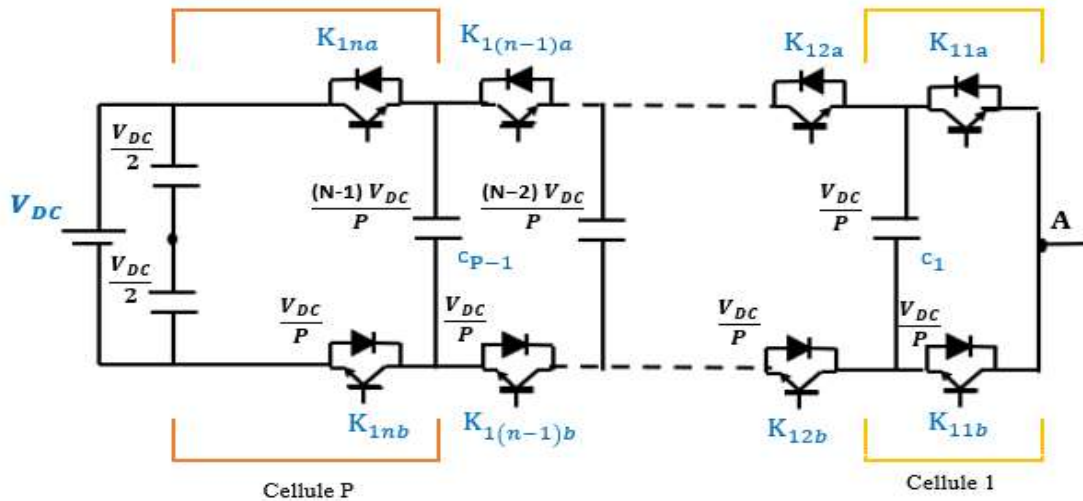 K1na K1(n−1)a K12a K11a
VDC/2
(N-1) VDC/P (N−2) VDC/P VDC/P
VDC
A
CP−1 C1
VDC/2
VDC/P VDC/P VDC/P VDC/P
K1nb K1(n−1)b K12b K11b
Cellule P Cellule 1